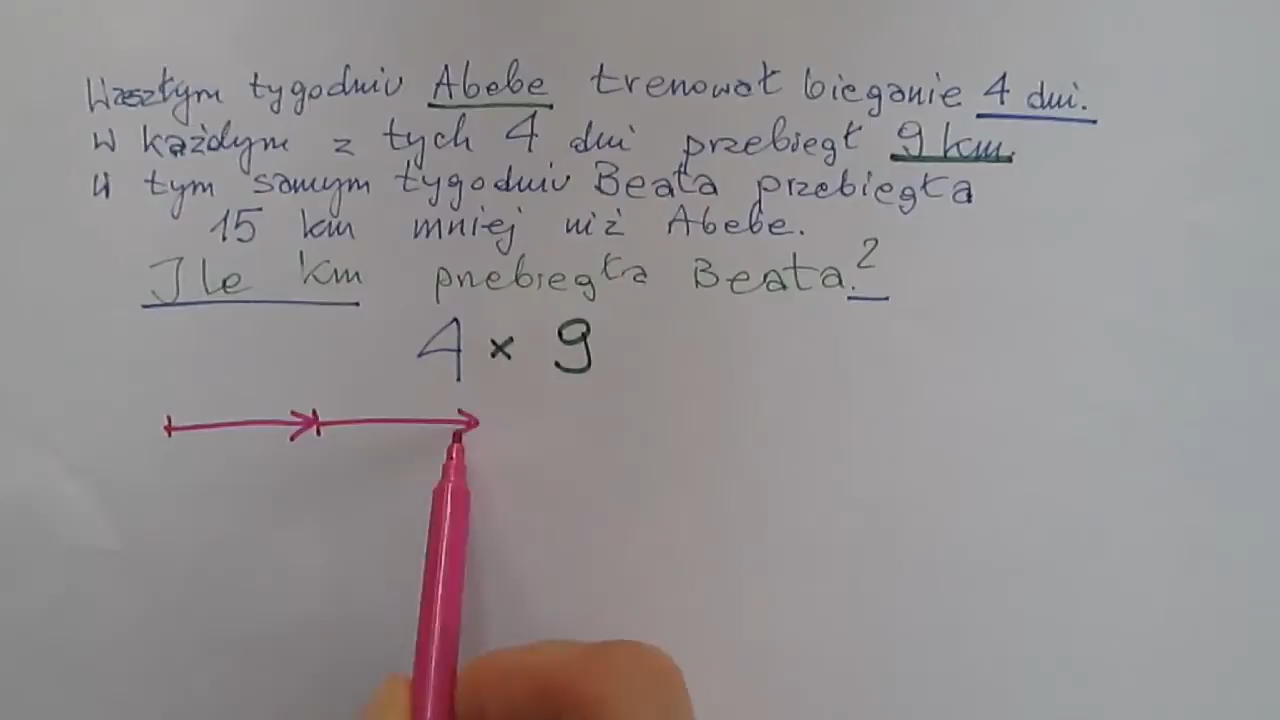 W zeszłym tygodniu Abebe trenował bieganie 4 dni.
W każdym z tych 4 dni przebiegł 9 km.
W tym samym tygodniu Beata przebiegła
15 km mniej niż Abebe.
Ile km przebiegła Beata?
4 × 9